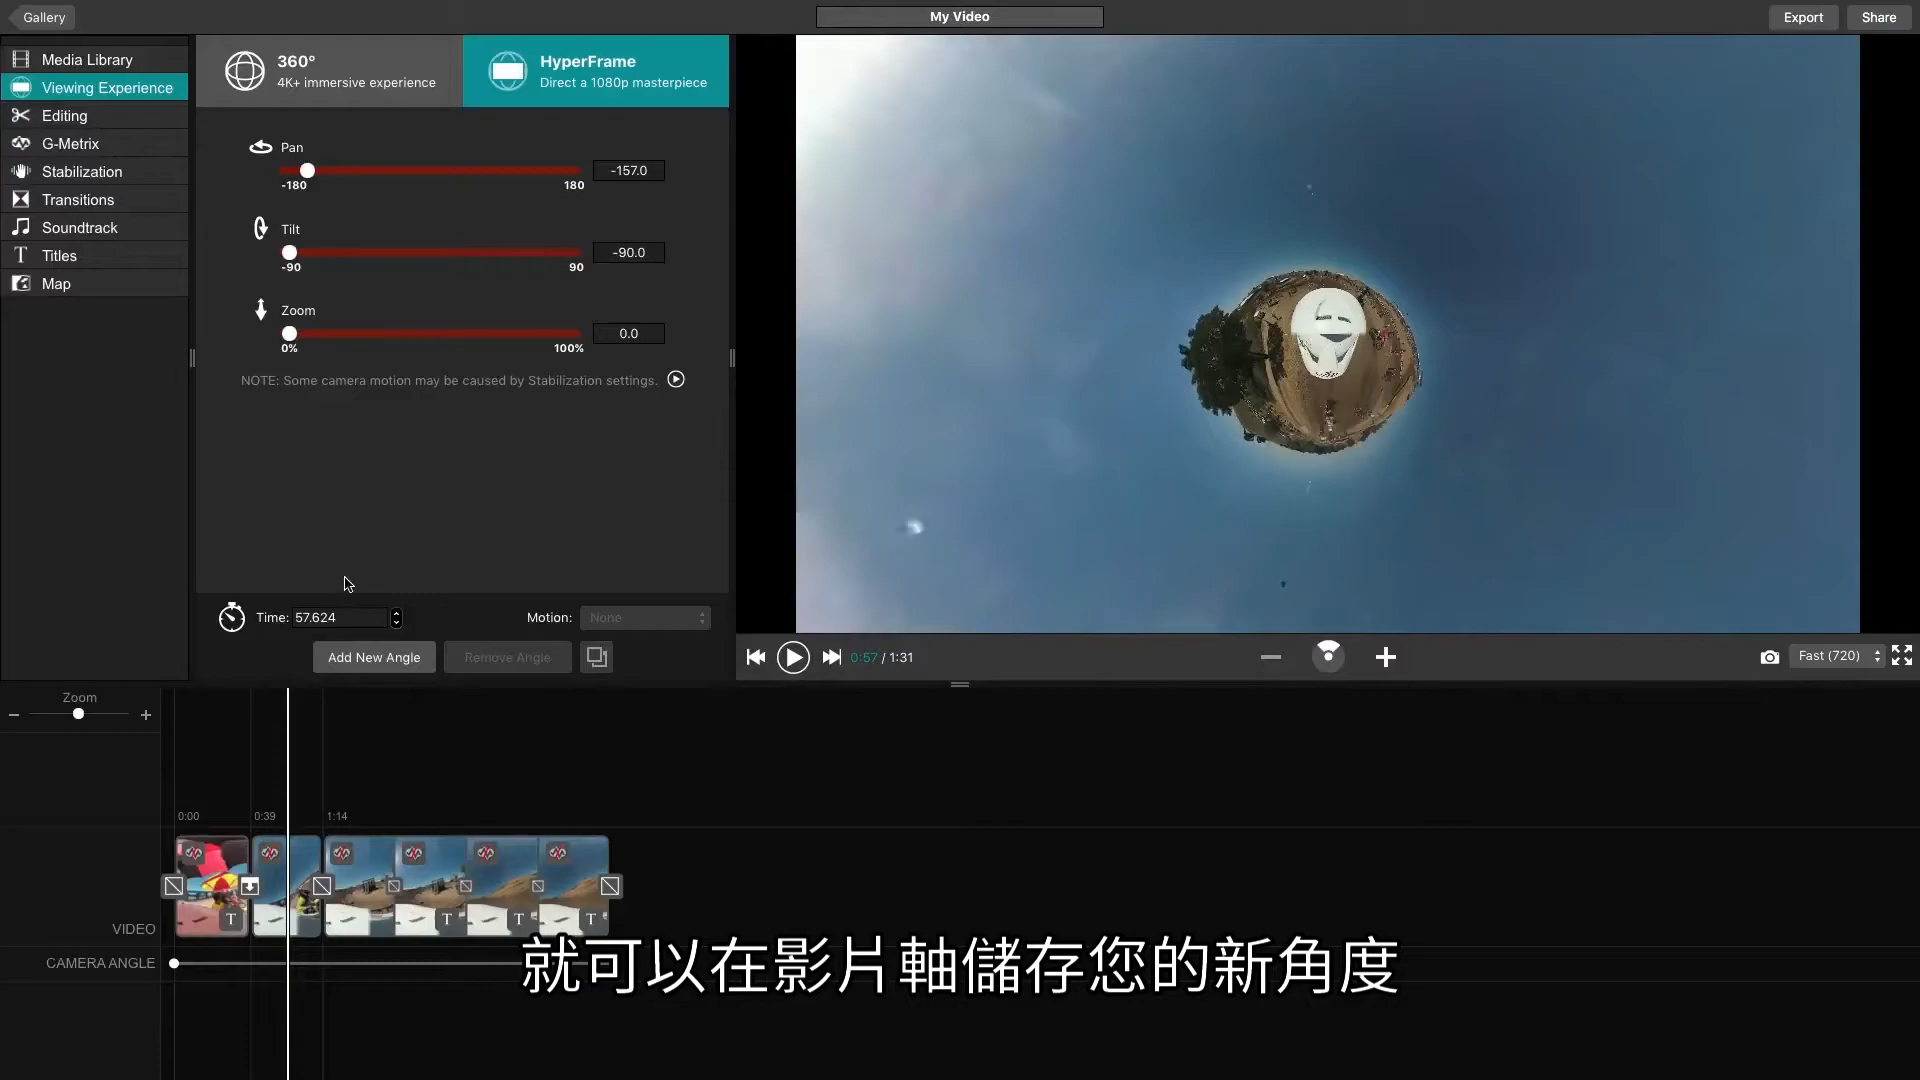 Gallery
My Video
Export
Share
Media Library
Viewing Experience
Editing
G-Metrix
Stabilization
Transitions
Soundtrack
Titles
Map
360°
4K+ immersive experience
HyperFrame
Direct a 1080p masterpiece
Pan
-157.0
-180
180
Tilt
-90.0
-90
90
Zoom
0.0
0%
100%
NOTE: Some camera motion may be caused by Stabilization settings.
Time: 57.624
Motion: None
Add New Angle
Remove Angle
0:57 / 1:31
Fast (720)
Zoom
0:00
0:39
1:14
T
T
T
T
VIDEO
CAMERA ANGLE
就可以在影片軸儲存您的新角度